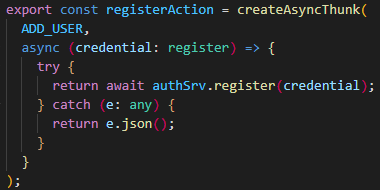 export const registerAction = createAsyncThunk(
  ADD_USER,
  async (credential: register) => {
    try {
      return await authSrv.register(credential);
    } catch (e: any) {
      return e.json();
    }
  }
);